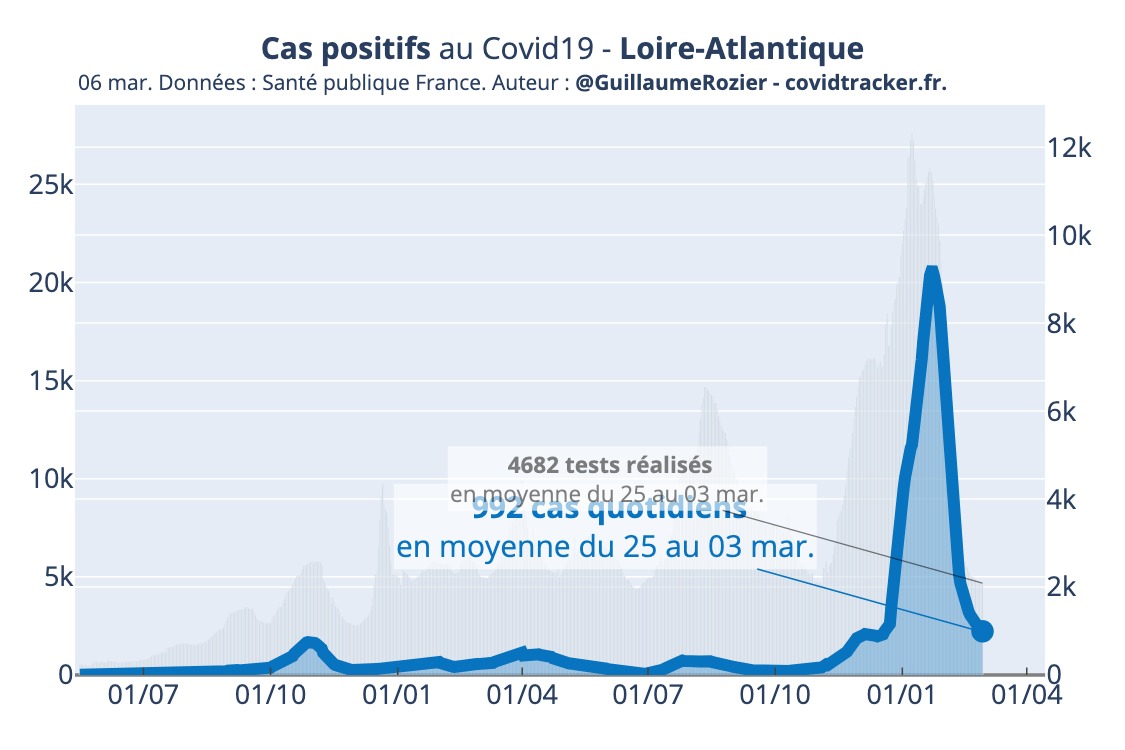 Cas positifs au Covid19 - Loire-Atlantique
06 mar. Données : Santé publique France. Auteur : @GuillaumeRozier - covidtracker.fr.
12k
25k
10k
20k
8k
15k
6k
4682 tests réalisés
10k
en moyenne du 25 au 03 mar.
4k
992 cas quotidiens
en moyenne du 25 au 03 mar.
5k
2k
0
0
01/07 01/10 01/01 01/04 01/07 01/10 01/01 01/04